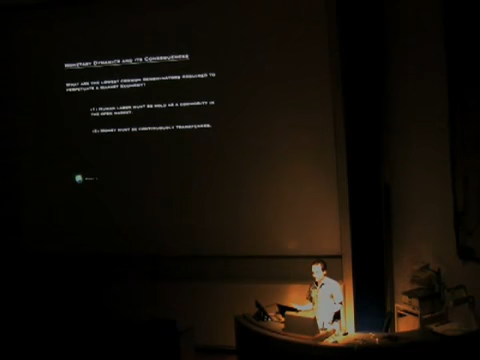 Monetary Dynamics and its Consequences
What are the lowest common denominators required to
perpetuate a Market Economy?
(1) Human labor must be sold as a commodity in
the open market.
(2) Money must be continuously transferred.